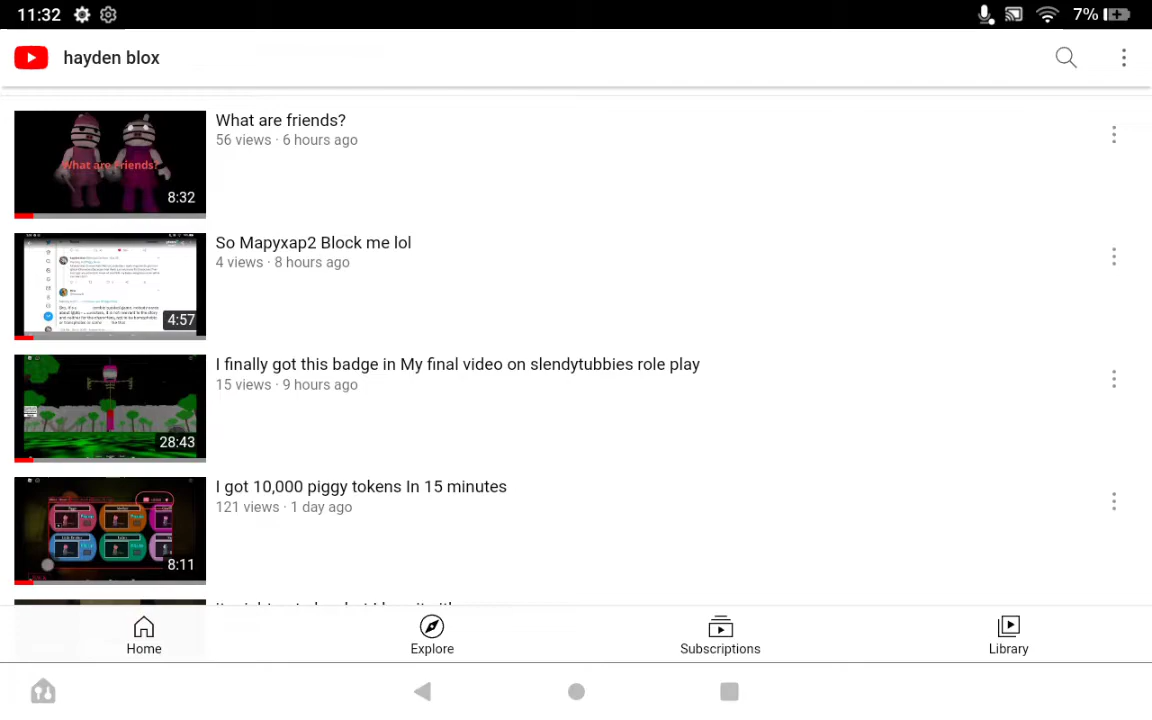 11:32
7%
hayden blox
What are friends?
56 views · 6 hours ago
What are Friends?
8:32
So Mapyxap2 Block me lol
4 views · 8 hours ago
4:57
I finally got this badge in My final video on slendytubbies role play
15 views · 9 hours ago
28:43
I got 10,000 piggy tokens In 15 minutes
121 views · 1 day ago
8:11
Home
Explore
Subscriptions
Library